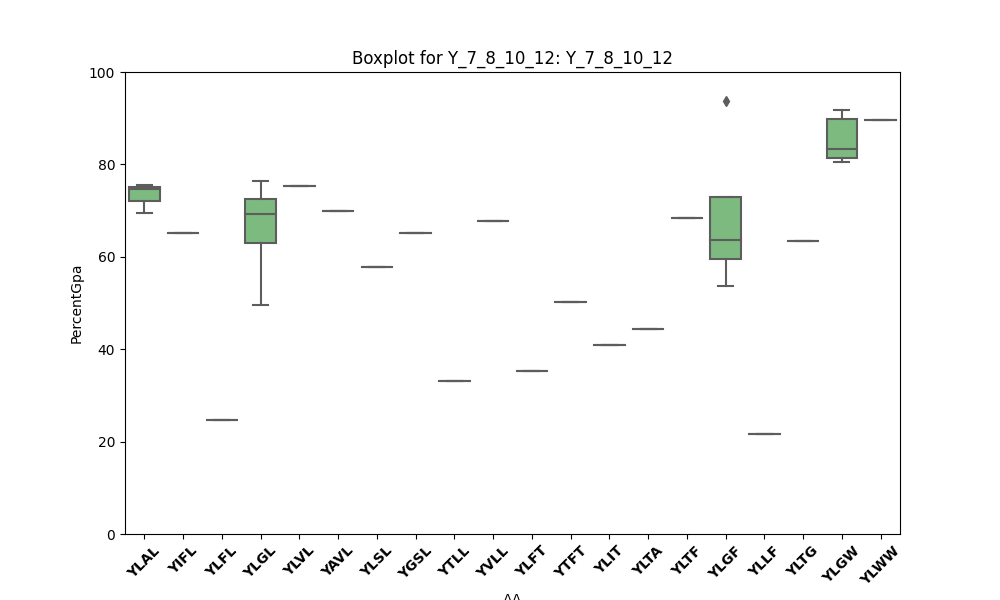 Boxplot for Y_7_8_10_12: Y_7_8_10_12
100
80
60
40
20
0
PercentGpa
YLAL YIFL YLFL YLGL YLVL YAVL YLSL YGSL YTLL YVLL YLFT YTFT YLIT YLTA YLTF YLGF YLLF YLTG YLGW YLWW
AA